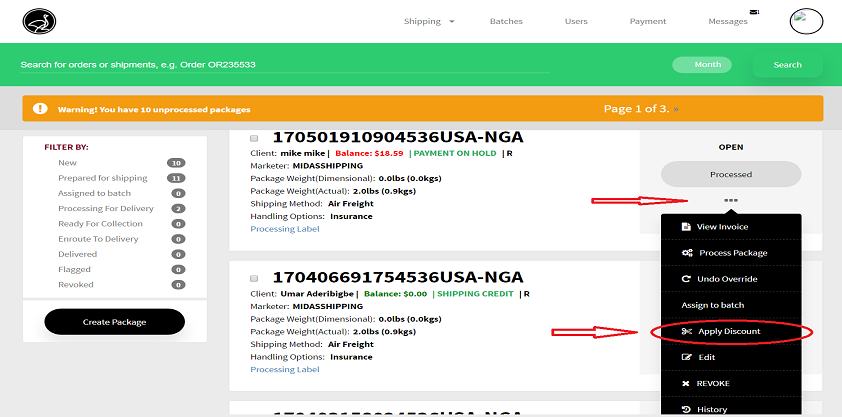 Shipping Batches Users Payment Messages 1
Search for orders or shipments, e.g. Order OR235533 Month Search
Warning! You have 10 unprocessed packages Page 1 of 3. »
FILTER BY:
New 10
Prepared for shipping 11
Assigned to batch 0
Processing For Delivery 2
Ready For Collection 0
Enroute To Delivery 0
Delivered 0
Flagged 0
Revoked 0
Create Package
170501910904536USA-NGA
Client: mike mike | Balance: $18.59 | PAYMENT ON HOLD | R
Marketer: MIDASSHIPPING
Package Weight(Dimensional): 0.0lbs (0.0kgs)
Package Weight(Actual): 2.0lbs (0.9kgs)
Shipping Method: Air Freight
Handling Options: Insurance
Processing Label
OPEN
Processed
View Invoice
Process Package
Undo Override
Assign to batch
Apply Discount
Edit
REVOKE
History
170406691754536USA-NGA
Client: Umar Aderibigbe | Balance: $0.00 | SHIPPING CREDIT | R
Marketer: MIDASSHIPPING
Package Weight(Dimensional): 0.0lbs (0.0kgs)
Package Weight(Actual): 2.0lbs (0.9kgs)
Shipping Method: Air Freight
Handling Options: Insurance
Processing Label